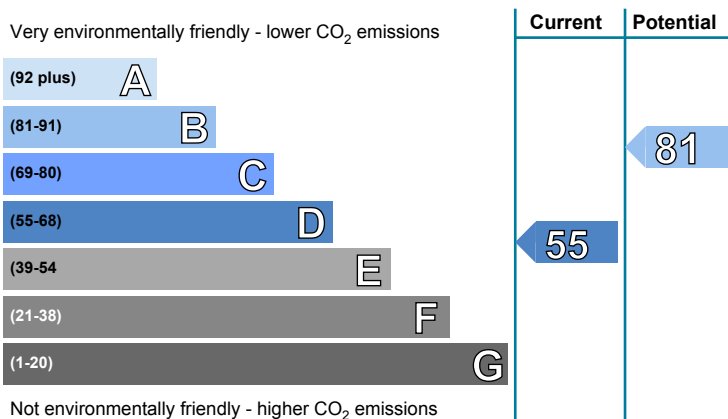 Current Potential
Very environmentally friendly - lower CO2 emissions
(92 plus) A
(81-91) B
81
(69-80) C
(55-68) D
55
(39-54 E
(21-38) F
(1-20) G
Not environmentally friendly - higher CO2 emissions